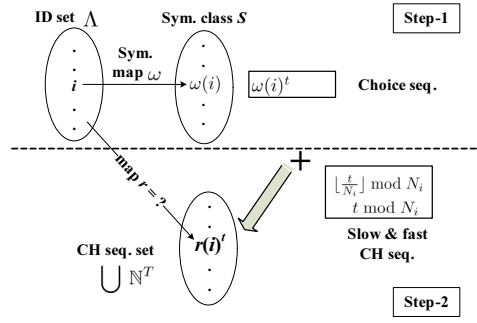 ID set Λ
Sym. class S
Step-1
Sym.
map ω
i
ω(i)
ω(i)^t
Choice seq.
map r = ?
+
⌊t/N_i⌋ mod N_i
t mod N_i
r(i)^t
Slow & fast
CH seq.
CH seq. set
⋃ ℕ^T
Step-2